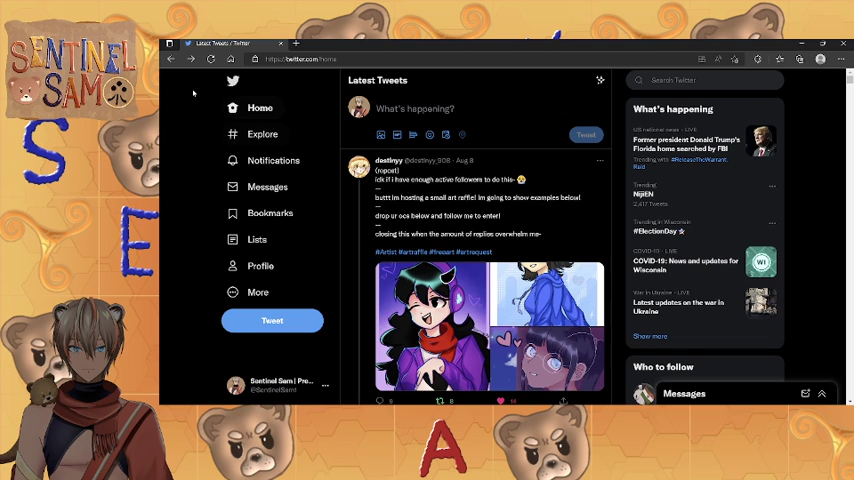 SENTINEL
SAM
S
E
A
Latest Tweets / Twitter
https://twitter.com/home
Home
Explore
Notifications
Messages
Bookmarks
Lists
Profile
More
Tweet
Sentinel Sam | Pre...
@SentinelSam1
Latest Tweets
What's happening?
Tweet
destinyy @destinyy_908 · Aug 8
(repost)
idk if i have enough active followers to do this-
—
buttt im hosting a small art raffle! im going to show examples below!
—
drop ur ocs below and follow me to enter!
—
closing this when the amount of replies overwhelm me-
#Artist #artraffle #freeart #artrequest
Search Twitter
What's happening
US national news · LIVE
Former president Donald Trump's
Florida home searched by FBI
Trending with #ReleaseTheWarrant,
Raid
Trending
NijiEN
2,417 Tweets
Trending in Wisconsin
#ElectionDay
COVID-19 · LIVE
COVID-19: News and updates for
Wisconsin
War in Ukraine · LIVE
Latest updates on the war in
Ukraine
Show more
Who to follow
Messages